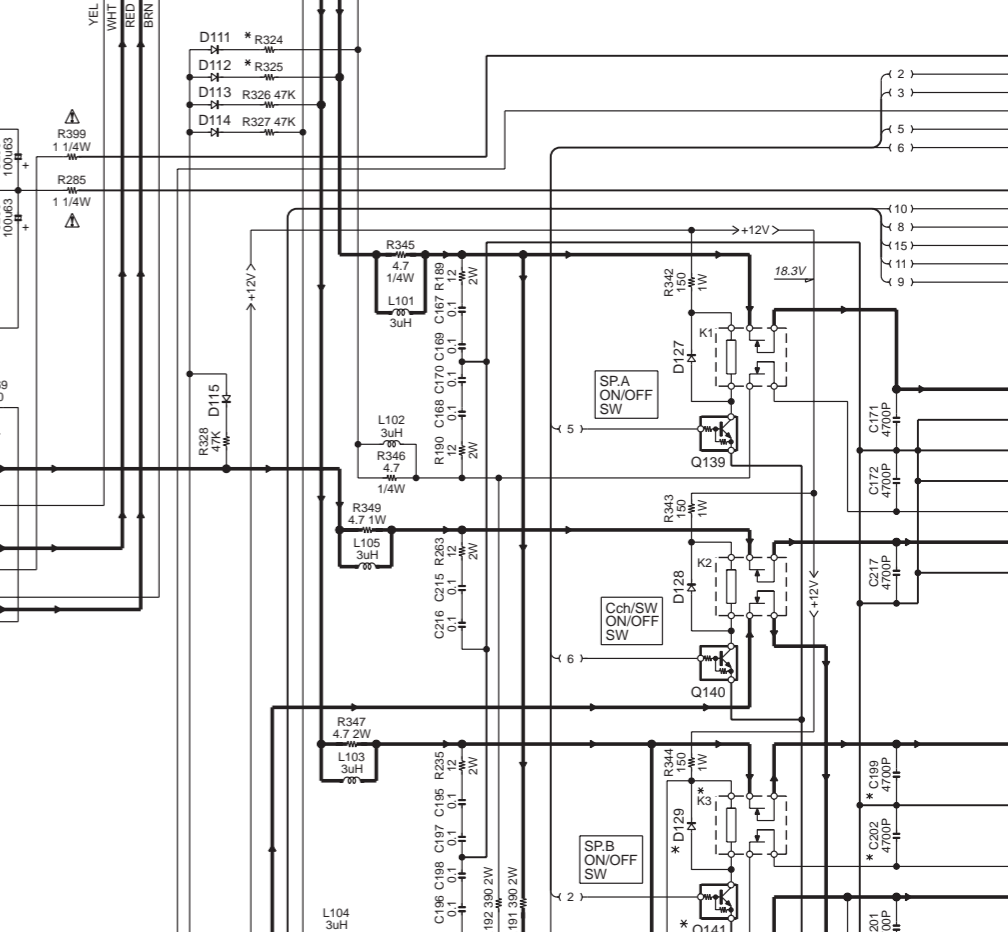 YEL
WHT
RED
BRN
D111
* R324
D112
* R325
D113
R326 47K
D114
R327 47K
R399
1 1/4W
100u63
+
R285
1 1/4W
100u63
+
2
3
5
6
10
8
15
11
9
+12V
+12V
18.3V
R345
4.7
1/4W
L101
3uH
R189
12
2W
C167
0.1
C169
0.1
C170
0.1
C168
0.1
R190
12
2W
R342
150
1W
K1
D127
SP.A
ON/OFF
SW
5
Q139
C171
4700P
C172
4700P
D115
R328
47K
L102
3uH
R346
4.7
1/4W
R349
4.7 1W
L105
3uH
R263
12
2W
C215
0.1
C216
0.1
R343
150
1W
K2
D128
Cch/SW
ON/OFF
SW
6
Q140
+12V
C217
4700P
R347
4.7 2W
L103
3uH
R235
12
2W
C195
0.1
C197
0.1
C198
0.1
C196
0.1
192 390 2W
191 390 2W
R344
150
1W
*
K3
* D129
SP.B
ON/OFF
SW
2
* Q141
* C199
4700P
* C202
4700P
L104
3uH